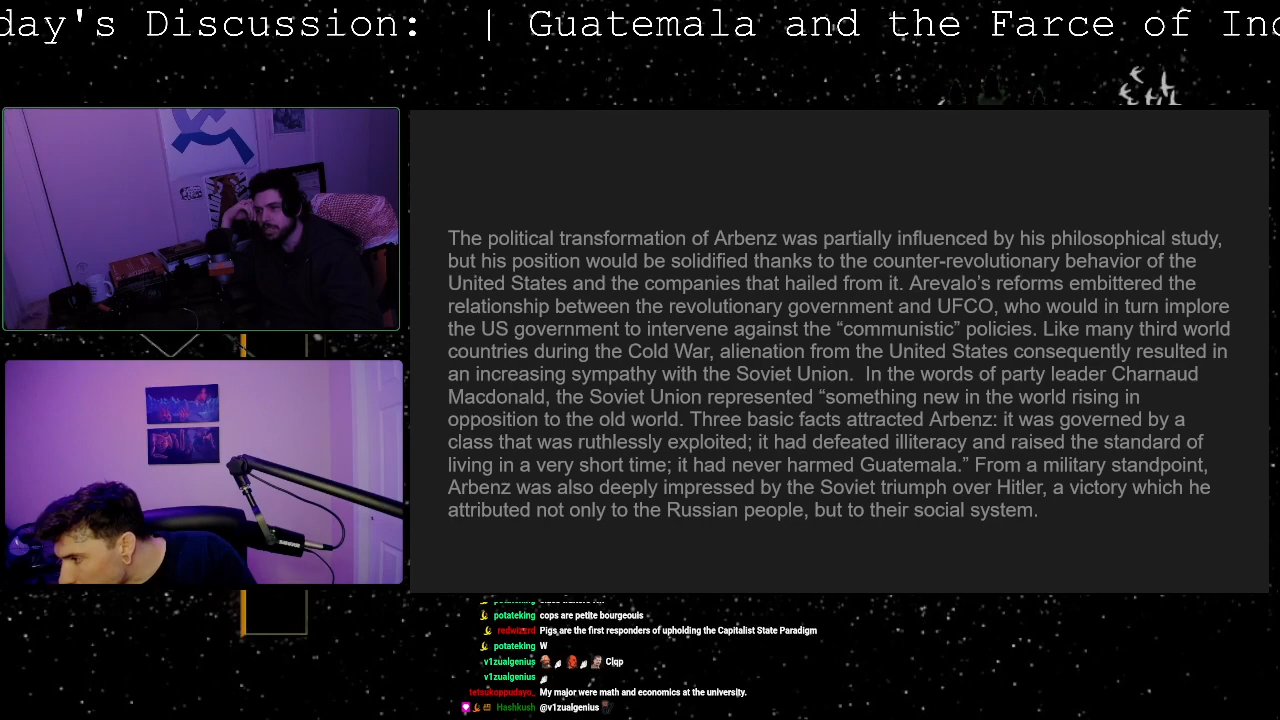 day's Discussion:  | Guatemala and the Farce of Ind
The political transformation of Arbenz was partially influenced by his philosophical study,
but his position would be solidified thanks to the counter-revolutionary behavior of the
United States and the companies that hailed from it. Arevalo's reforms embittered the
relationship between the revolutionary government and UFCO, who would in turn implore
the US government to intervene against the “communistic” policies. Like many third world
countries during the Cold War, alienation from the United States consequently resulted in
an increasing sympathy with the Soviet Union.  In the words of party leader Charnaud
Macdonald, the Soviet Union represented “something new in the world rising in
opposition to the old world. Three basic facts attracted Arbenz: it was governed by a
class that was ruthlessly exploited; it had defeated illiteracy and raised the standard of
living in a very short time; it had never harmed Guatemala.” From a military standpoint,
Arbenz was also deeply impressed by the Soviet triumph over Hitler, a victory which he
attributed not only to the Russian people, but to their social system.
potateking cops are petite bourgeouis
redwizard Pigs are the first responders of upholding the Capitalist State Paradigm
potateking W
v1zualgenius Clqp
v1zualgenius
tetsukoppudayo_ My major were math and economics at the university.
Hashkush @v1zualgenius